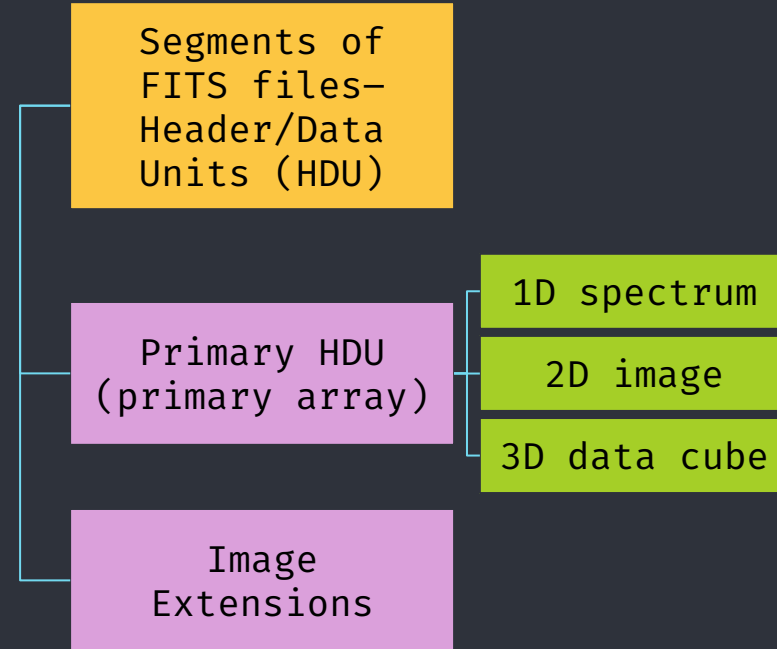 Segments of
FITS files–
Header/Data
Units (HDU)
Primary HDU
(primary array)
1D spectrum
2D image
3D data cube
Image
Extensions